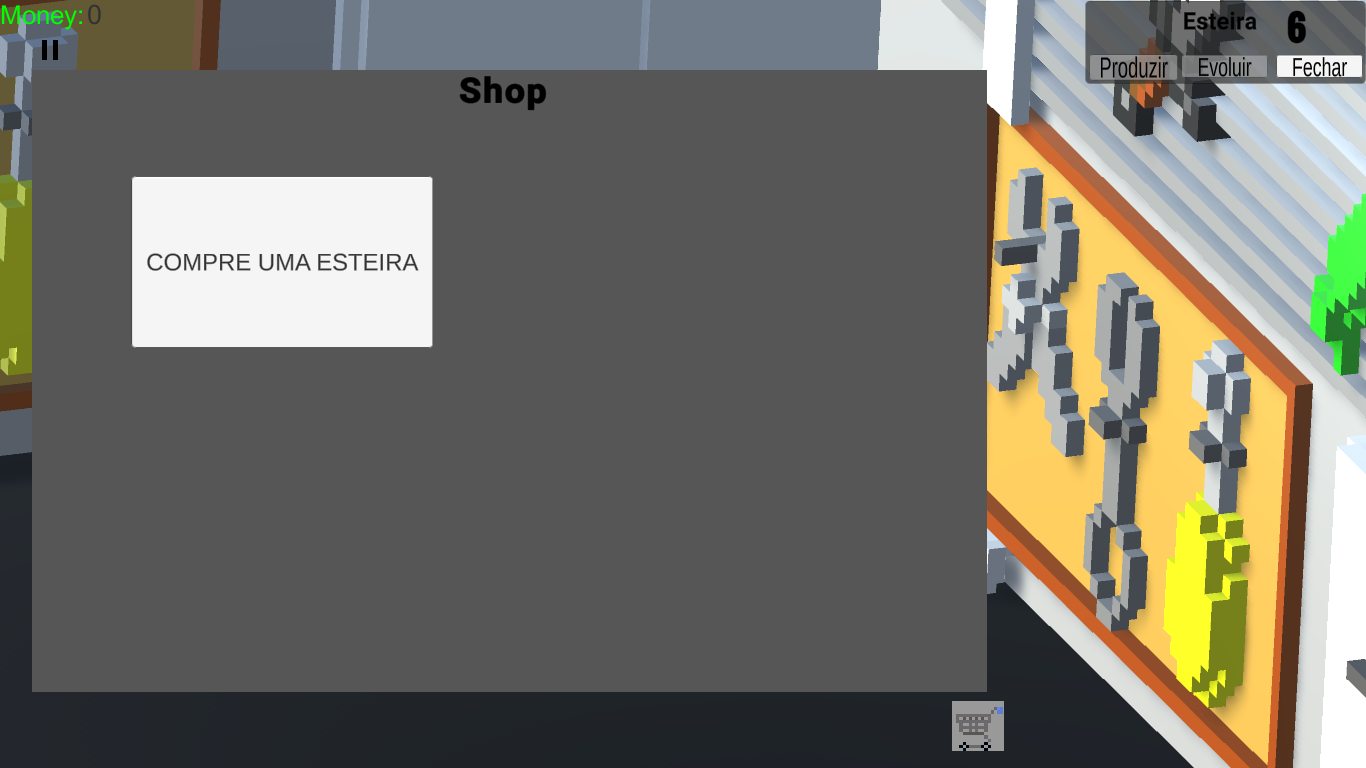 Money: 0
Esteira 6
Produzir Evoluir Fechar
Shop
COMPRE UMA ESTEIRA